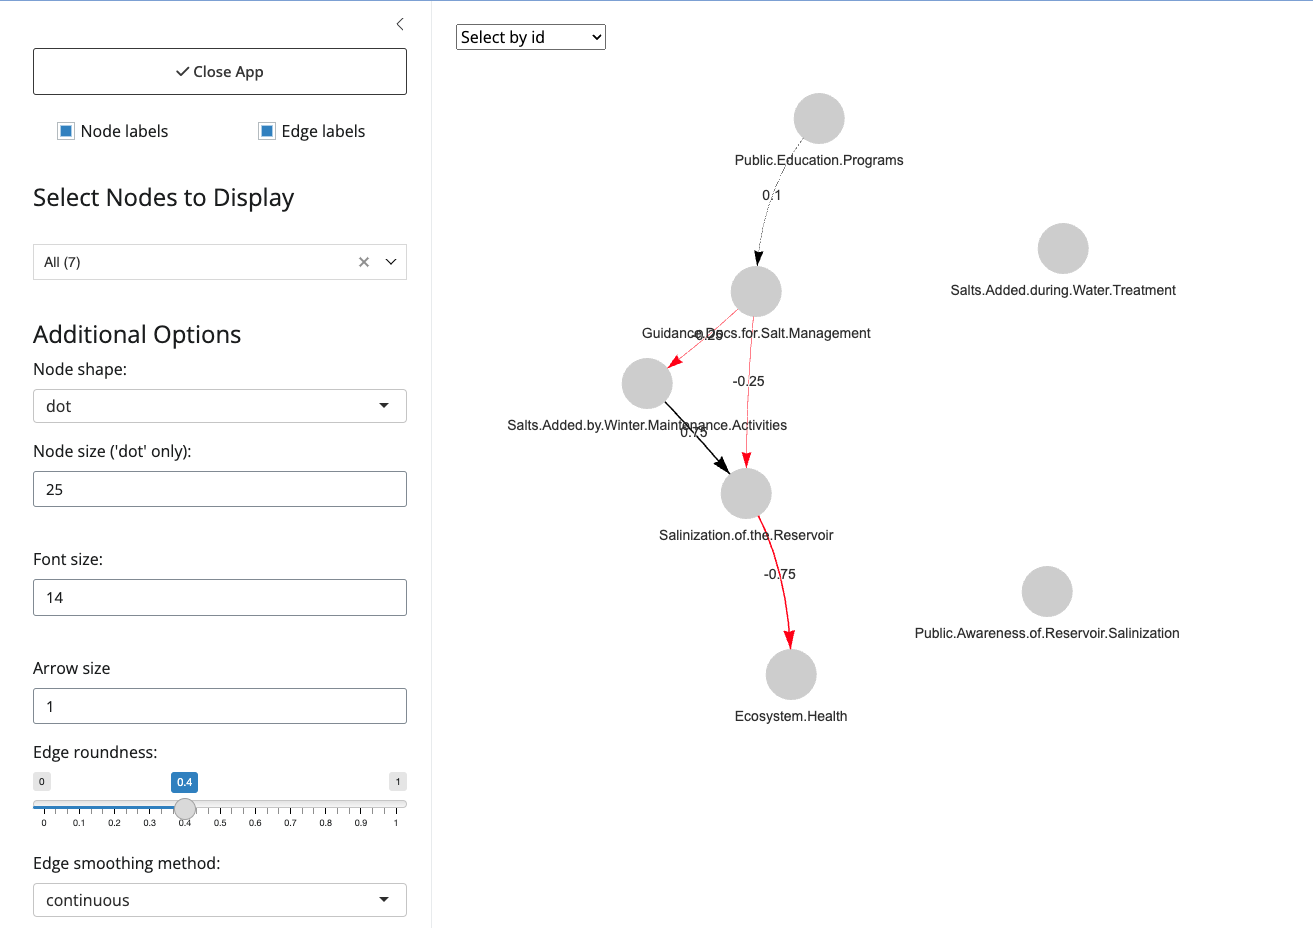 Close App
Node labels
Edge labels
Select Nodes to Display
All (7)
Additional Options
Node shape:
dot
Node size ('dot' only):
25
Font size:
14
Arrow size
1
Edge roundness:
0
0.4
1
0 0.1 0.2 0.3 0.4 0.5 0.6 0.7 0.8 0.9 1
Edge smoothing method:
continuous
Select by id
Public.Education.Programs
0.1
Salts.Added.during.Water.Treatment
Guidance.Docs.for.Salt.Management
-0.25
-0.25
Salts.Added.by.Winter.Maintenance.Activities
0.75
Salinization.of.the.Reservoir
-0.75
Public.Awareness.of.Reservoir.Salinization
Ecosystem.Health